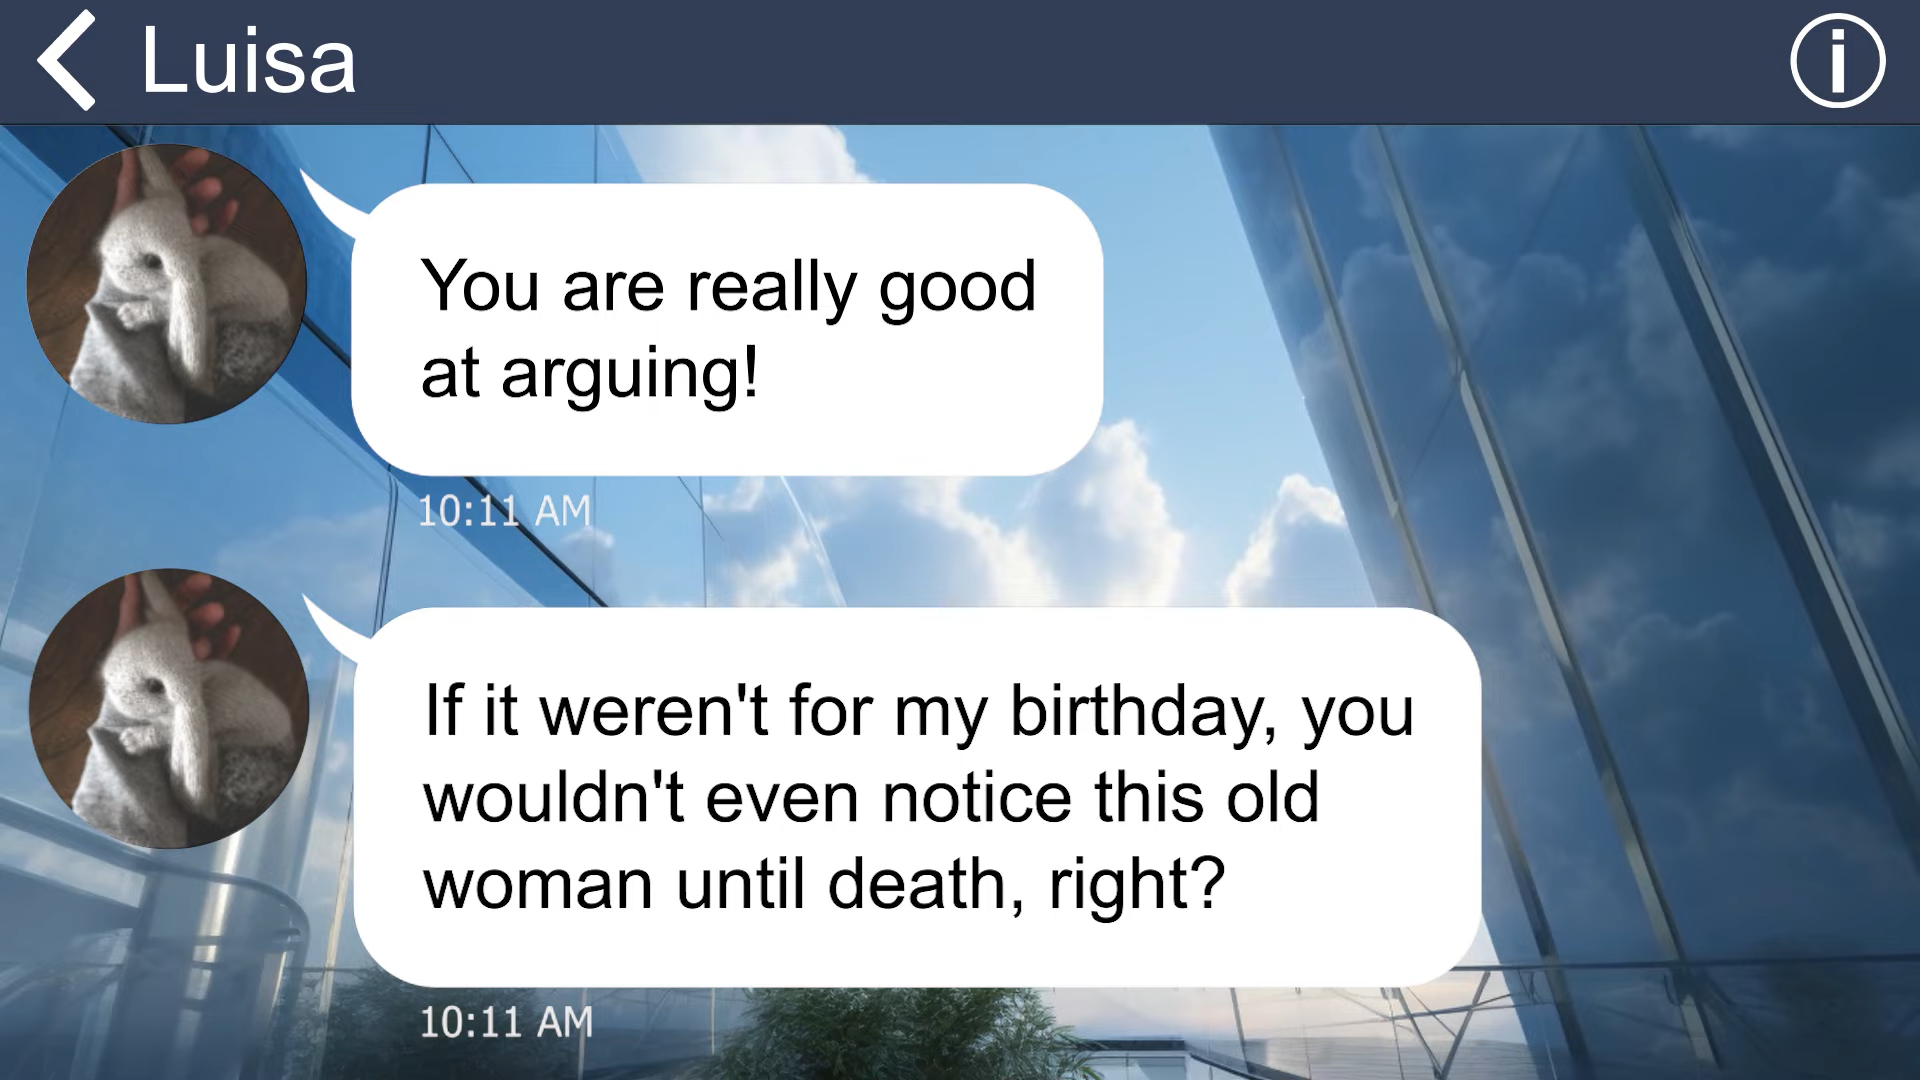 Luisa
You are really good
at arguing!
10:11 AM
If it weren't for my birthday, you
wouldn't even notice this old
woman until death, right?
10:11 AM